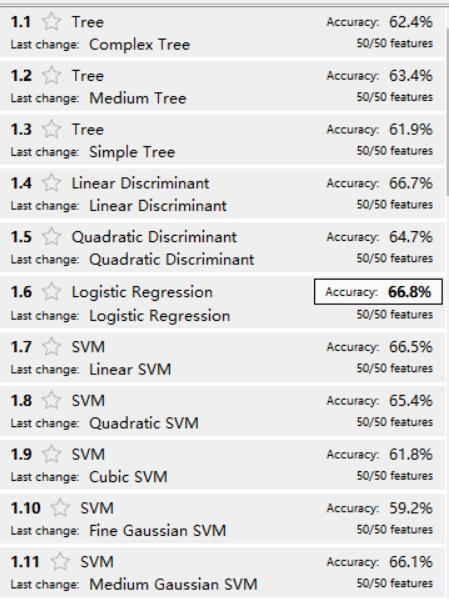 1.1 Tree Accuracy: 62.4%
Last change: Complex Tree 50/50 features
1.2 Tree Accuracy: 63.4%
Last change: Medium Tree 50/50 features
1.3 Tree Accuracy: 61.9%
Last change: Simple Tree 50/50 features
1.4 Linear Discriminant Accuracy: 66.7%
Last change: Linear Discriminant 50/50 features
1.5 Quadratic Discriminant Accuracy: 64.7%
Last change: Quadratic Discriminant 50/50 features
1.6 Logistic Regression Accuracy: 66.8%
Last change: Logistic Regression 50/50 features
1.7 SVM Accuracy: 66.5%
Last change: Linear SVM 50/50 features
1.8 SVM Accuracy: 65.4%
Last change: Quadratic SVM 50/50 features
1.9 SVM Accuracy: 61.8%
Last change: Cubic SVM 50/50 features
1.10 SVM Accuracy: 59.2%
Last change: Fine Gaussian SVM 50/50 features
1.11 SVM Accuracy: 66.1%
Last change: Medium Gaussian SVM 50/50 features